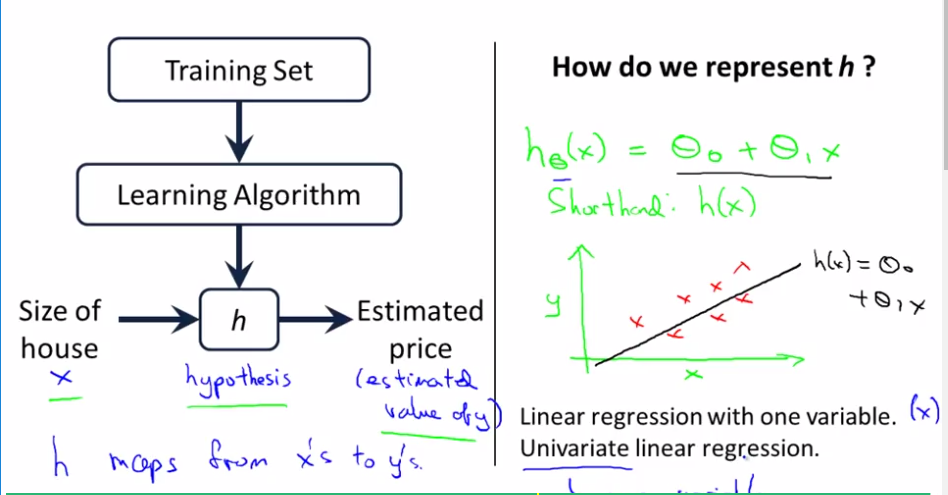 Training Set
Learning Algorithm
Size of
house
h
Estimated
price
x
hypothesis
(estimated
value of y)
h maps from x's to y's.
How do we represent h ?
hθ(x) = θ₀ + θ₁x
Shorthand: h(x)
y
x
h(x) = θ₀
+ θ₁x
Linear regression with one variable. (x)
Univariate linear regression.